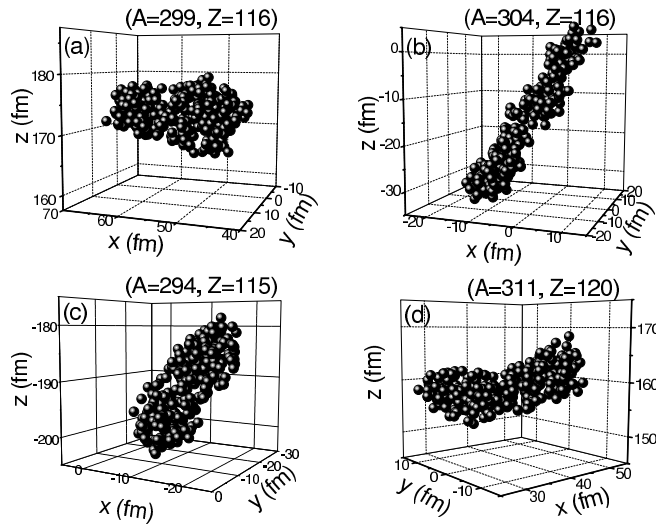 (A=299, Z=116)
(a)
180
170
160
z (fm)
70
60
50
40
x (fm)
-10
0
10
20
y (fm)
(A=304, Z=116)
(b)
0
-10
-20
-30
z (fm)
-20
-10
0
10
x (fm)
20
10
0
-10
-20
y (fm)
(A=294, Z=115)
(c)
-180
-190
-200
z (fm)
0
-10
-20
x (fm)
-30
-20
-10
0
y (fm)
(A=311, Z=120)
(d)
170
160
150
z (fm)
10
0
-10
y (fm)
30
40
50
x (fm)